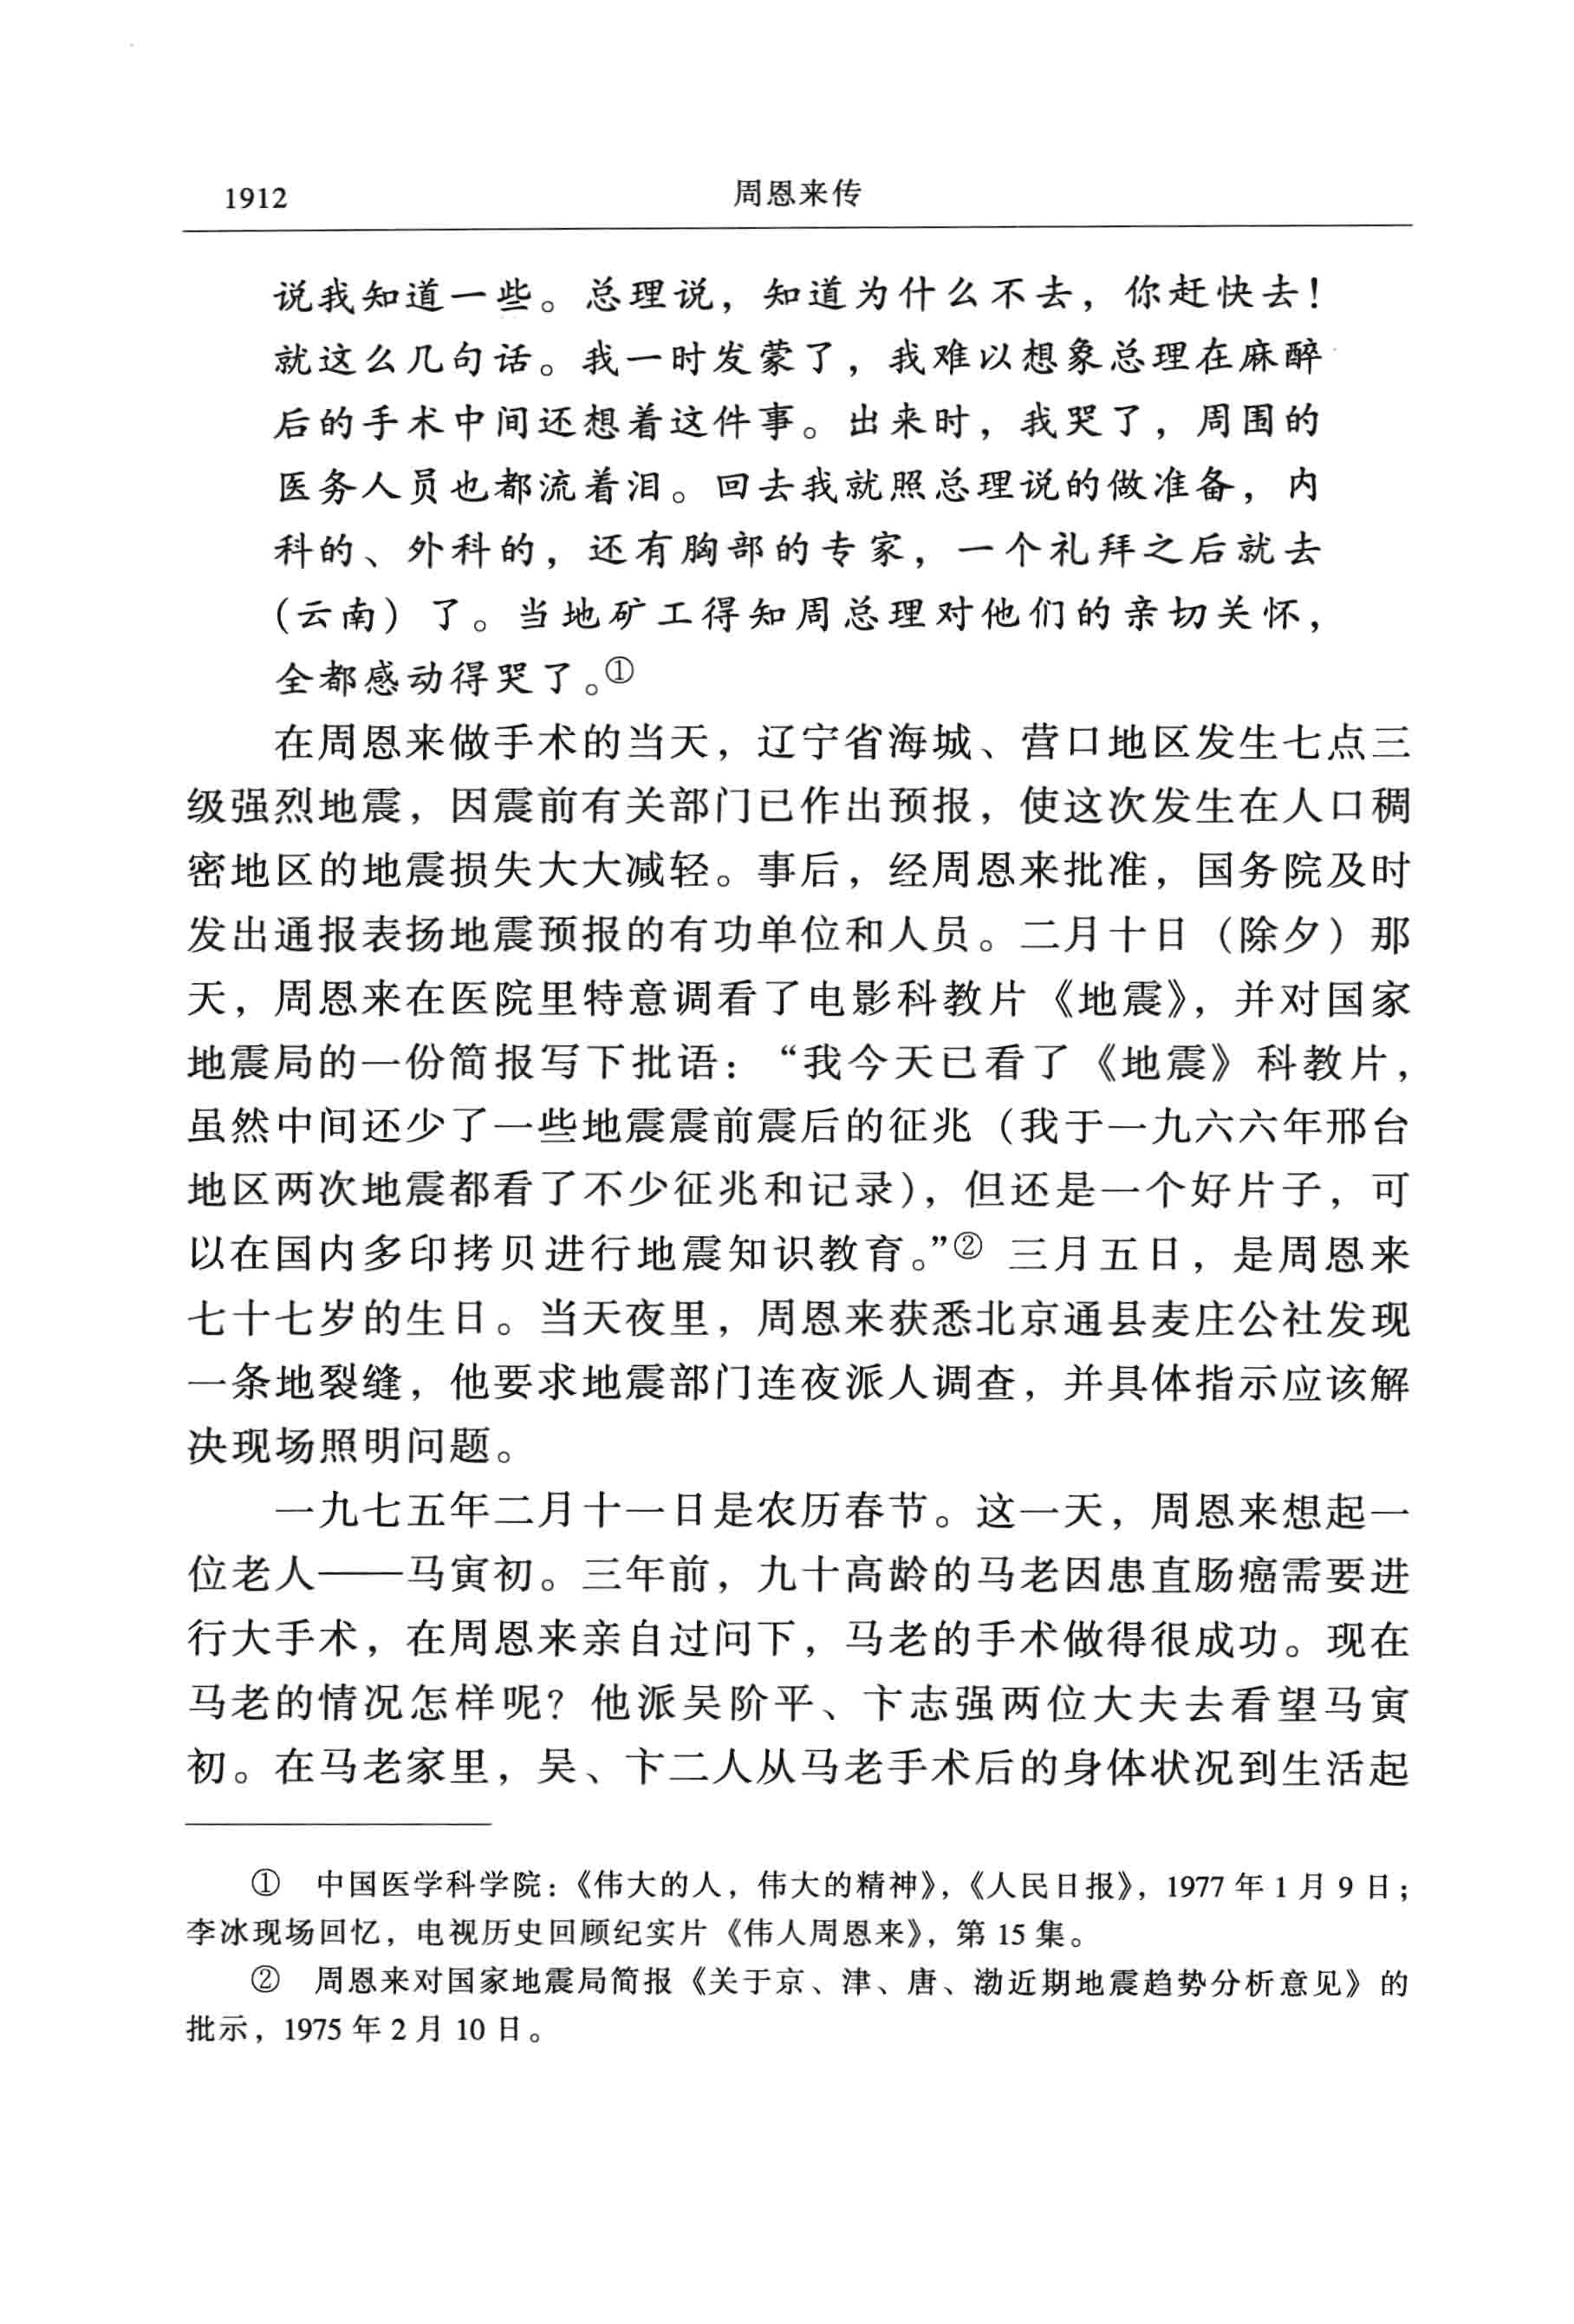 1912
周恩来传
说我知道一些。总理说，知道为什么不去，你赶快去！
就这么几句话。我一时发蒙了，我难以想象总理在麻醉
后的手术中间还想着这件事。出来时，我哭了，周围的
医务人员也都流着泪。回去我就照总理说的做准备，内
科的、外科的，还有胸部的专家，一个礼拜之后就去
（云南）了。当地矿工得知周总理对他们的亲切关怀，
全都感动得哭了。①
在周恩来做手术的当天，辽宁省海城、营口地区发生七点三
级强烈地震，因震前有关部门已作出预报，使这次发生在人口稠
密地区的地震损失大大减轻。事后，经周恩来批准，国务院及时
发出通报表扬地震预报的有功单位和人员。二月十日（除夕）那
天，周恩来在医院里特意调看了电影科教片《地震》，并对国家
地震局的一份简报写下批语：“我今天已看了《地震》科教片，
虽然中间还少了一些地震震前震后的征兆（我于一九六六年邢台
地区两次地震都看了不少征兆和记录），但还是一个好片子，可
以在国内多印拷贝进行地震知识教育。”② 三月五日，是周恩来
七十七岁的生日。当天夜里，周恩来获悉北京通县麦庄公社发现
一条地裂缝，他要求地震部门连夜派人调查，并具体指示应该解
决现场照明问题。
一九七五年二月十一日是农历春节。这一天，周恩来想起一
位老人——马寅初。三年前，九十高龄的马老因患直肠癌需要进
行大手术，在周恩来亲自过问下，马老的手术做得很成功。现在
马老的情况怎样呢？他派吴阶平、卞志强两位大夫去看望马寅
初。在马老家里，吴、卞二人从马老手术后的身体状况到生活起
① 中国医学科学院：《伟大的人，伟大的精神》，《人民日报》，1977 年 1 月 9 日；
李冰现场回忆，电视历史回顾纪实片《伟人周恩来》，第 15 集。
② 周恩来对国家地震局简报《关于京、津、唐、渤近期地震趋势分析意见》的
批示，1975 年 2 月 10 日。